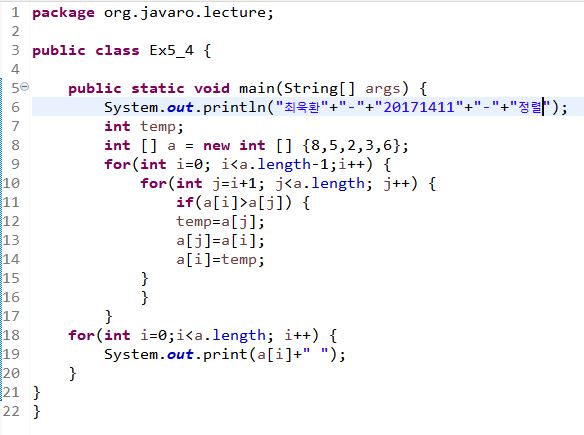 1 package org.javaro.lecture;
2
3 public class Ex5_4 {
4
5     public static void main(String[] args) {
6         System.out.println("최욱환"+"-"+"20171411"+"-"+"정렬");
7         int temp;
8         int [] a = new int [] {8,5,2,3,6};
9         for(int i=0; i<a.length-1;i++) {
10             for(int j=i+1; j<a.length; j++) {
11                 if(a[i]>a[j]) {
12                 temp=a[j];
13                 a[j]=a[i];
14                 a[i]=temp;
15             }
16             }
17         }
18     for(int i=0;i<a.length; i++) {
19         System.out.print(a[i]+" ");
20     }
21 }
22 }